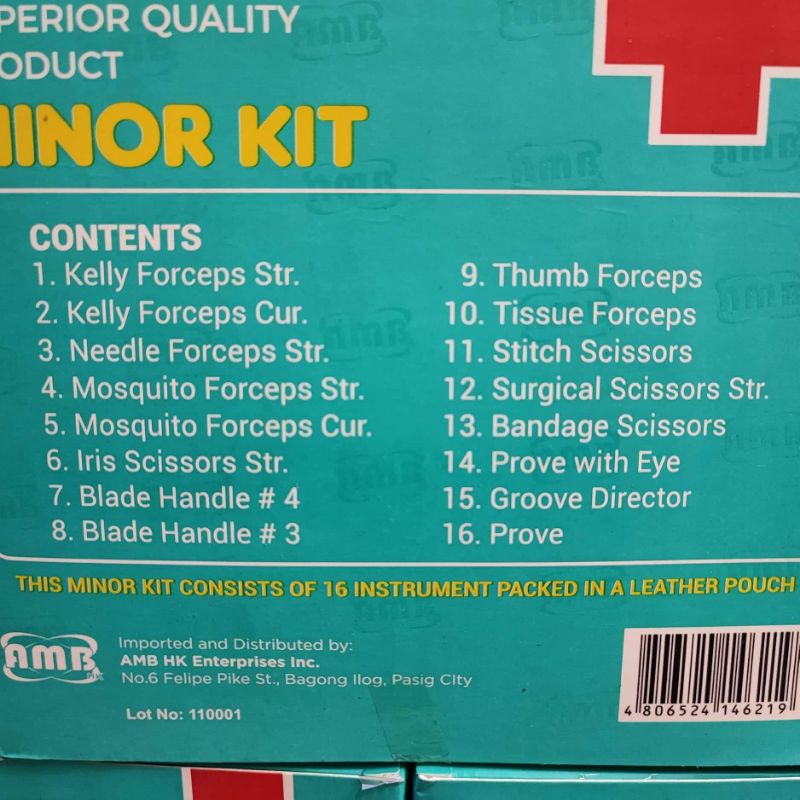 PERIOR QUALITY
ODUCT
MINOR KIT
CONTENTS
1. Kelly Forceps Str.
2. Kelly Forceps Cur.
3. Needle Forceps Str.
4. Mosquito Forceps Str.
5. Mosquito Forceps Cur.
6. Iris Scissors Str.
7. Blade Handle # 4
8. Blade Handle # 3
9. Thumb Forceps
10. Tissue Forceps
11. Stitch Scissors
12. Surgical Scissors Str.
13. Bandage Scissors
14. Prove with Eye
15. Groove Director
16. Prove
THIS MINOR KIT CONSISTS OF 16 INSTRUMENT PACKED IN A LEATHER POUCH
AMB HK
Imported and Distributed by:
AMB HK Enterprises Inc.
No.6 Felipe Pike St., Bagong Ilog, Pasig CIty
Lot No: 110001
4 806524 146219